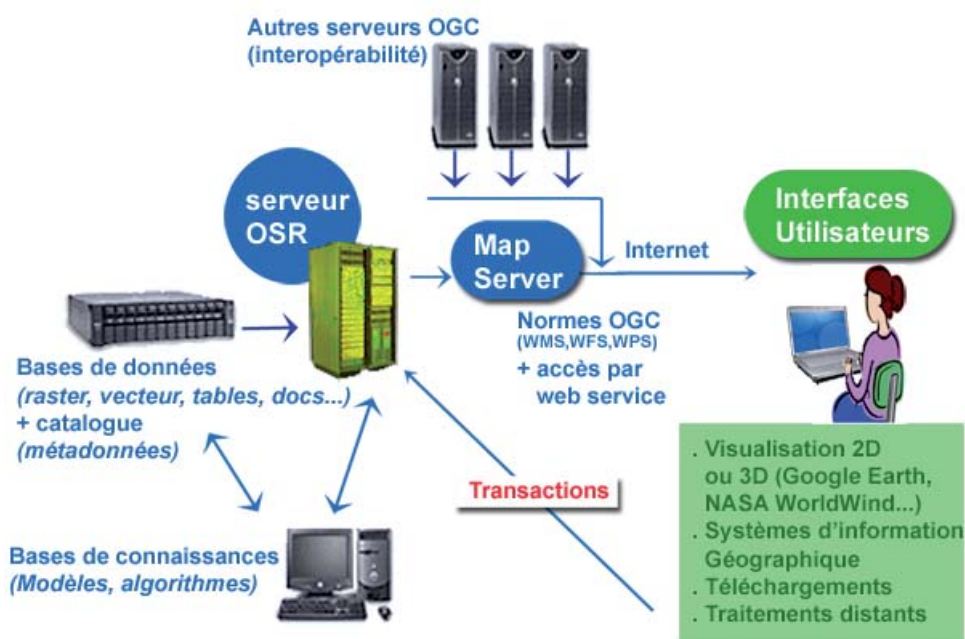 Autres serveurs OGC
(interopérabilité)
serveur
OSR
Map
Server
Internet
Interfaces
Utilisateurs
Normes OGC
(WMS,WFS,WPS)
+ accès par
web service
Bases de données
(raster, vecteur, tables, docs...)
+ catalogue
(métadonnées)
Transactions
Bases de connaissances
(Modèles, algorithmes)
. Visualisation 2D
ou 3D (Google Earth,
NASA WorldWind...)
. Systèmes d'information
Géographique
. Téléchargements
. Traitements distants